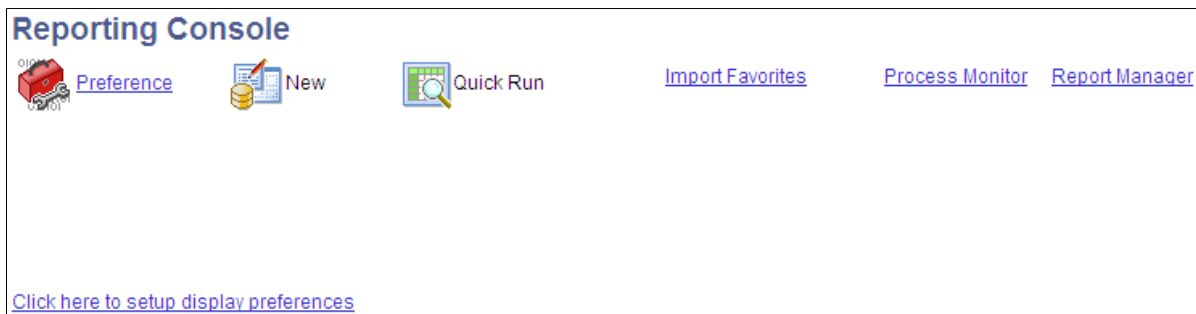 Reporting Console
Preference New Quick Run Import Favorites Process Monitor Report Manager
Click here to setup display preferences